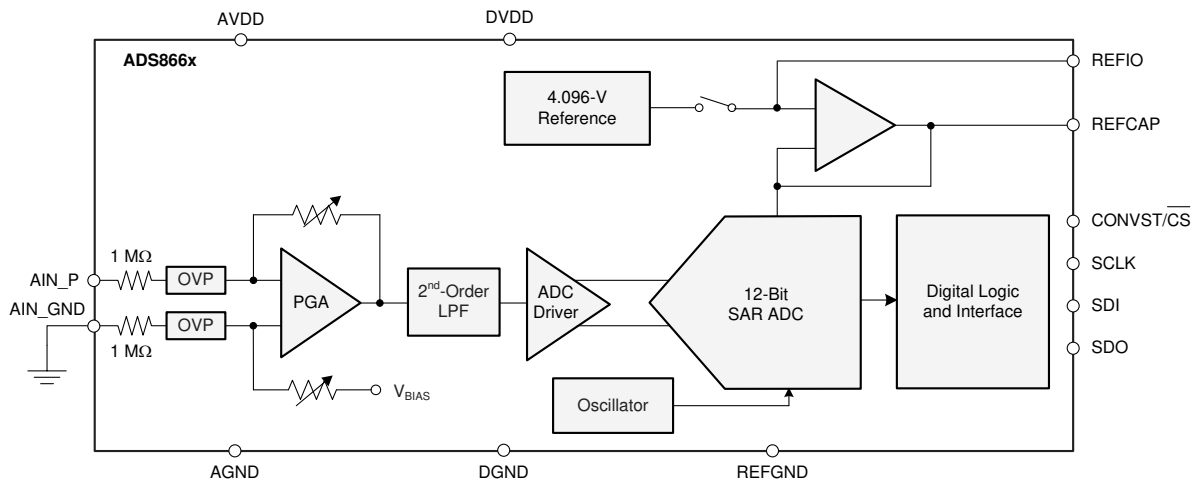 AVDD
DVDD
ADS866x
REFIO
4.096-V
Reference
REFCAP
CONVST/C̅S̅
1 MΩ
AIN_P
OVP
PGA
2nd-Order
LPF
ADC
Driver
12-Bit
SAR ADC
Digital Logic
and Interface
SCLK
SDI
SDO
AIN_GND
OVP
1 MΩ
VBIAS
Oscillator
AGND
DGND
REFGND